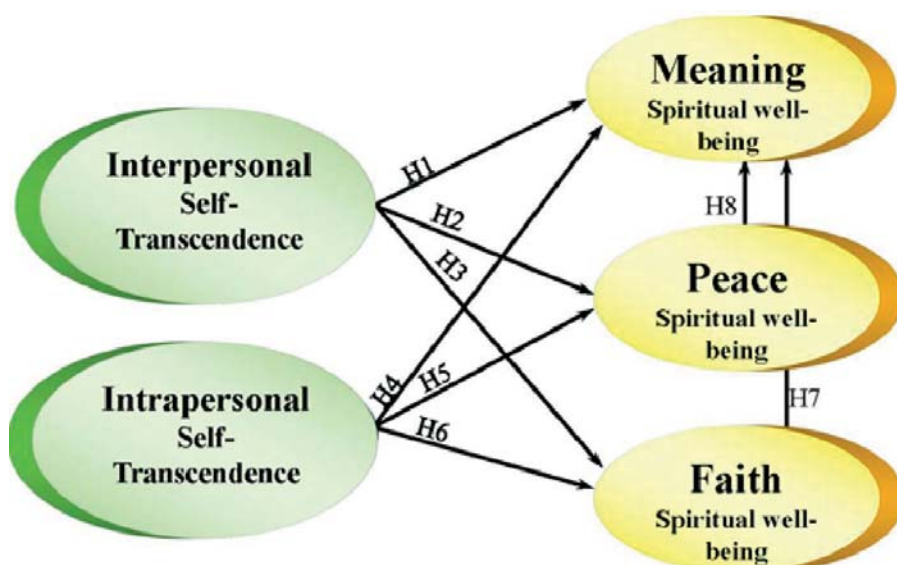 Interpersonal
Self-
Transcendence
Intrapersonal
Self-
Transcendence
H1
H2
H3
H4
H5
H6
Meaning
Spiritual well-
being
H8
Peace
Spiritual well-
being
H7
Faith
Spiritual well-
being